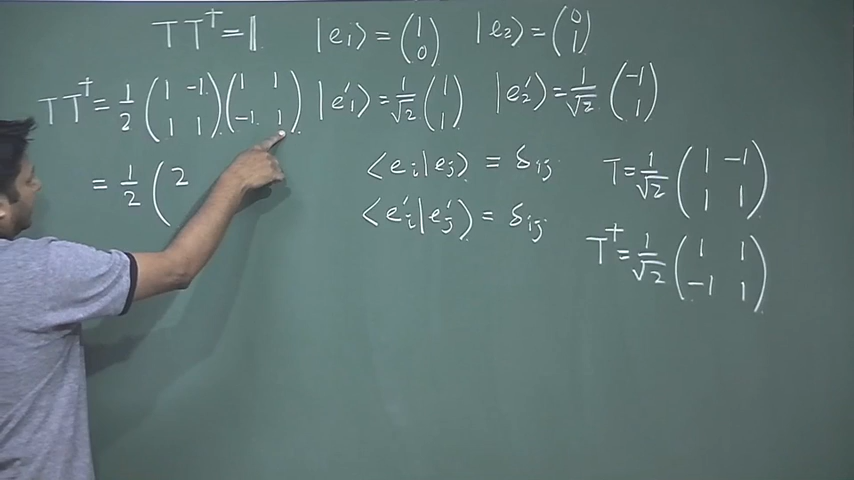 TT† = 𝟙 |e₁⟩ = (1 0) |e₂⟩ = (0 1)
TT† = 1/2 (1 -1 1 1)(1 1 -1 1) |e′₁⟩ = 1/√2 (1 1) |e′₂⟩ = 1/√2 (-1 1)
= 1/2 (2
⟨eᵢ|eⱼ⟩ = δᵢⱼ
⟨e′ᵢ|e′ⱼ⟩ = δᵢⱼ
T = 1/√2 (1 -1 1 1)
T† = 1/√2 (1 1 -1 1)